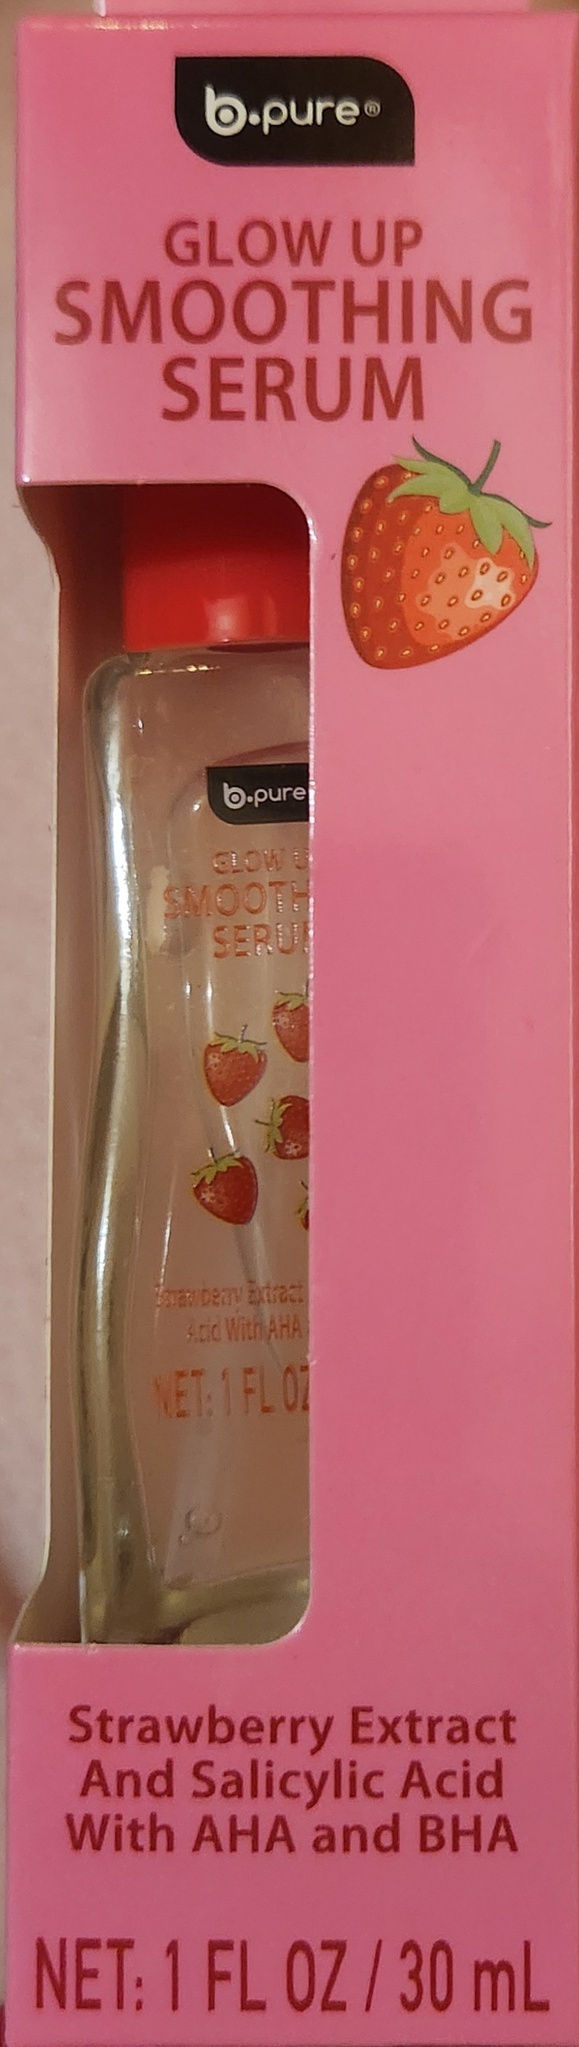 b.pure®
GLOW UP
SMOOTHING
SERUM
b.pure
GLOW U
SMOOTH
SERU
Strawberry Extract
Acid With AHA
NET: 1 FL OZ
Strawberry Extract
And Salicylic Acid
With AHA and BHA
NET: 1 FL OZ / 30 mL